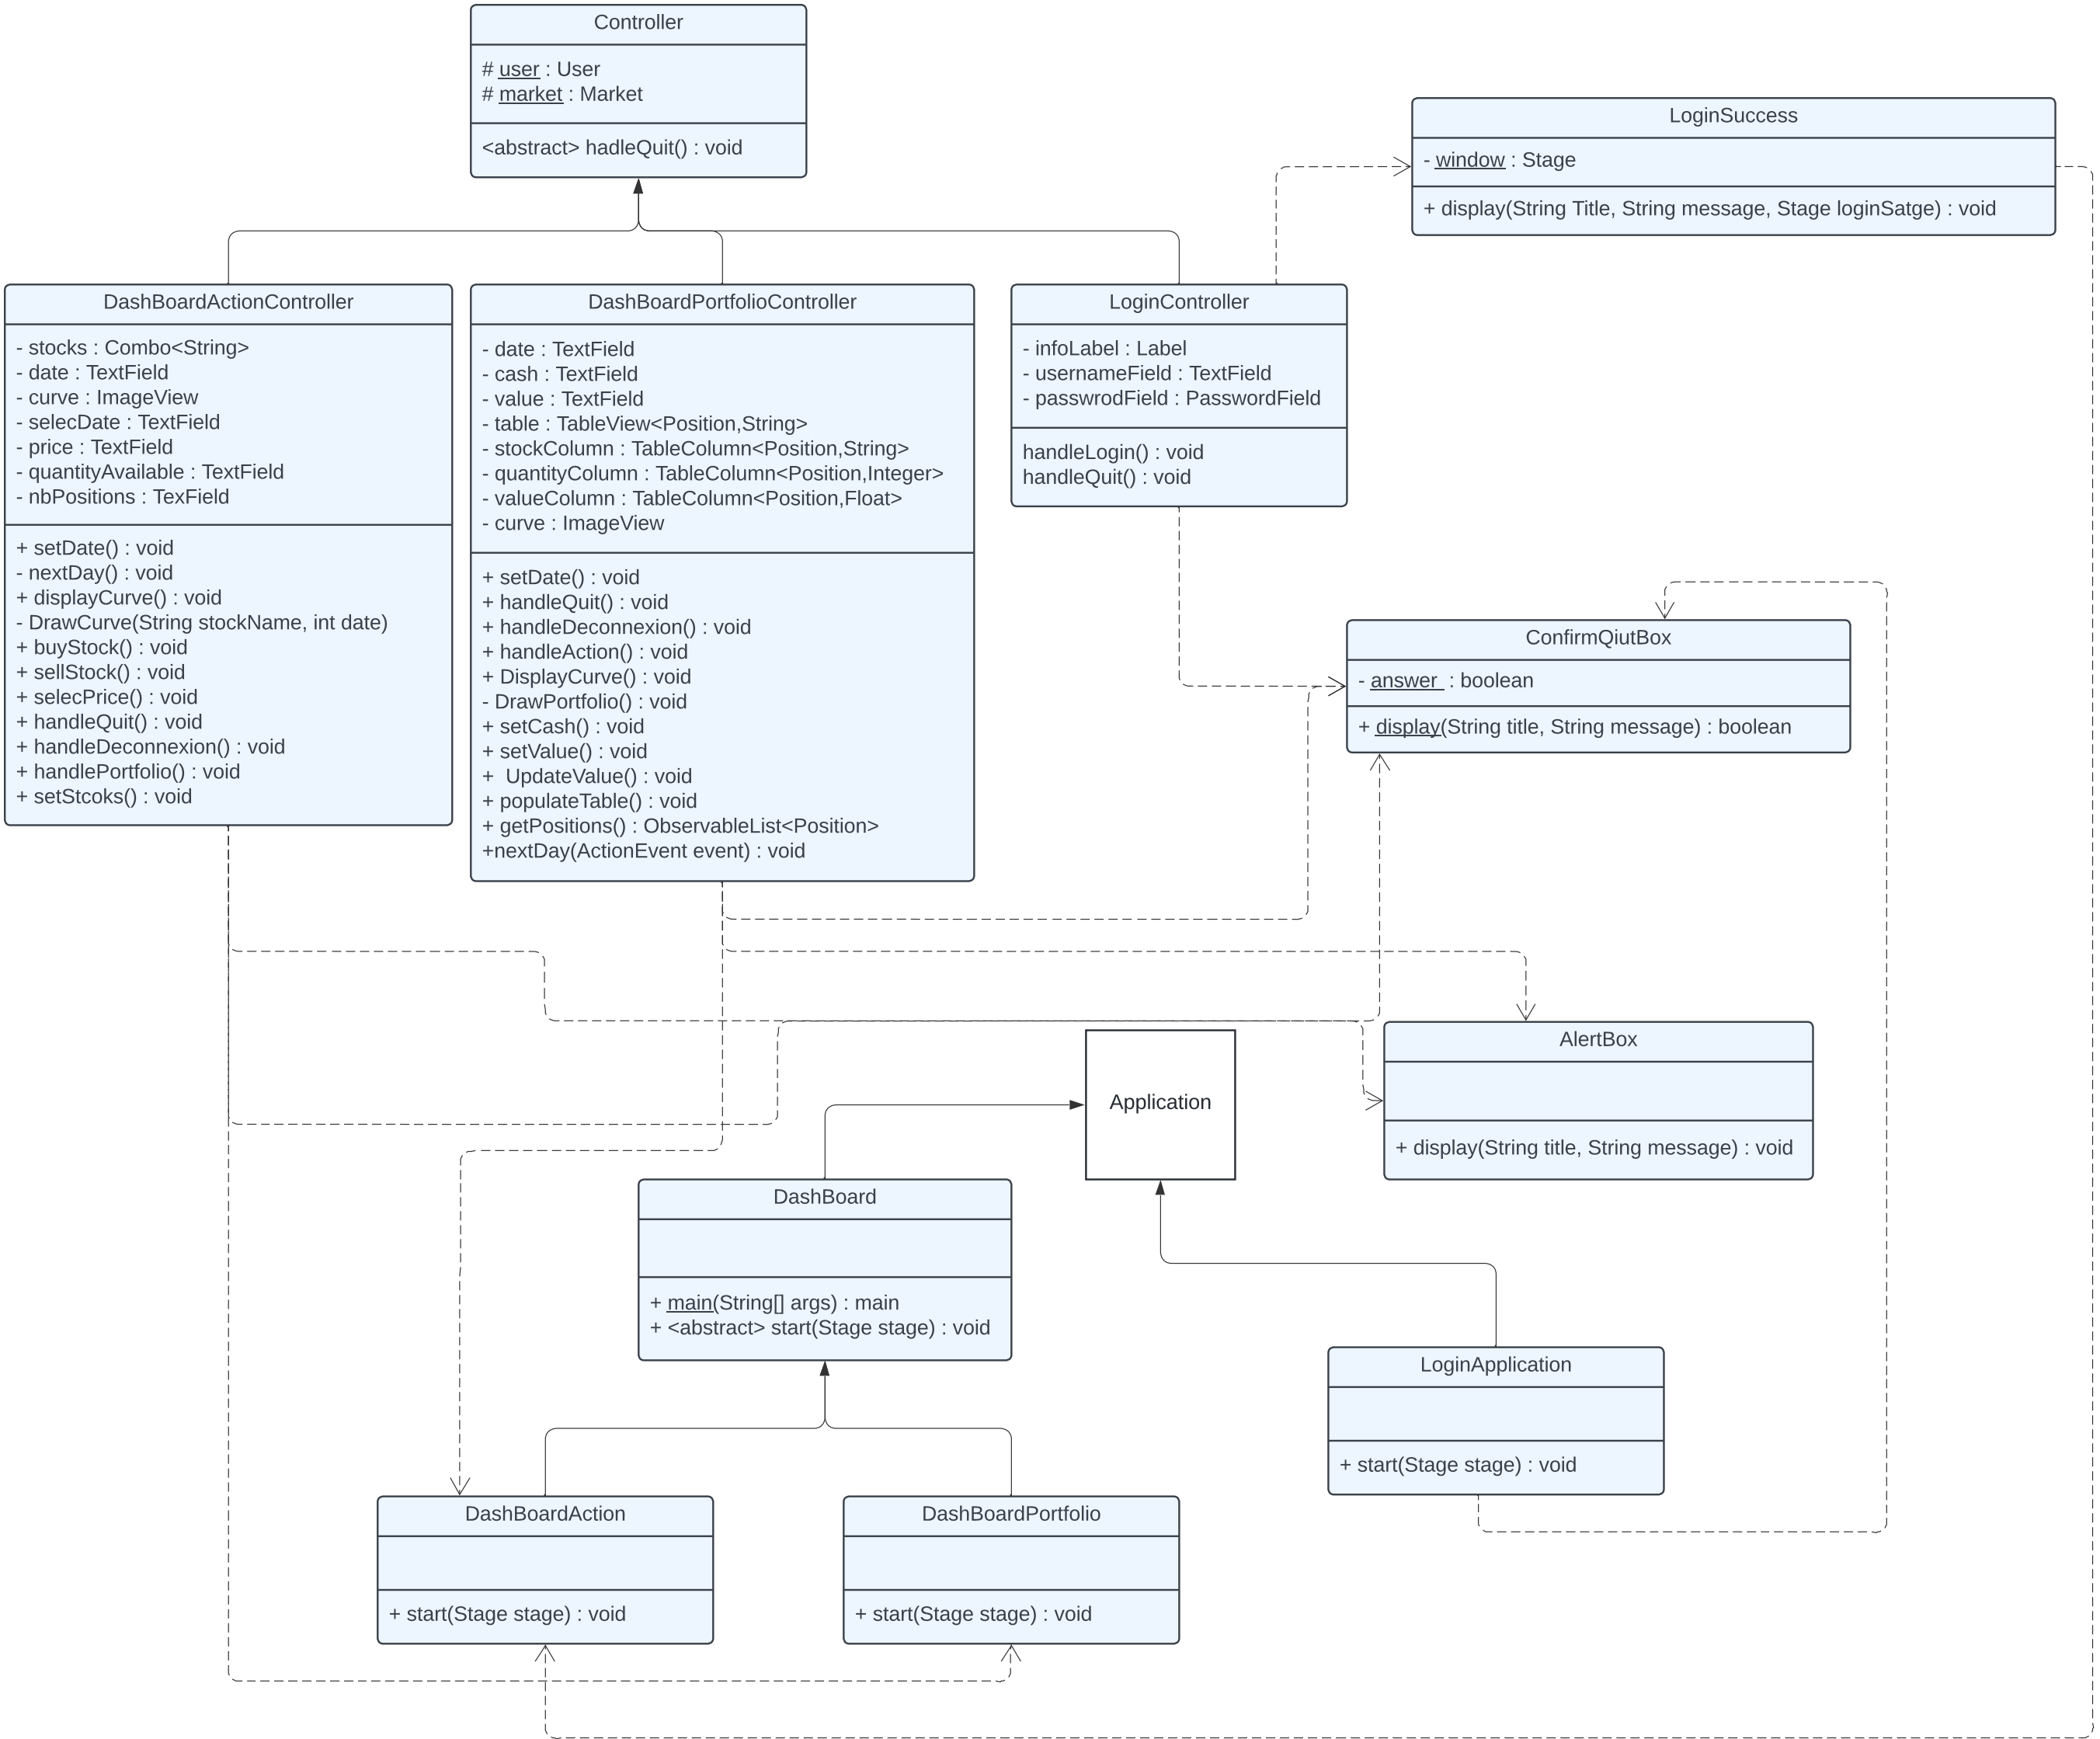 Controller
# user : User
# market : Market
<abstract> hadleQuit() : void
LoginSuccess
- window : Stage
+ display(String Title, String message, Stage loginSatge) : void
DashBoardActionController
- stocks : Combo<String>
- date : TextField
- curve : ImageView
- selecDate : TextField
- price : TextField
- quantityAvailable : TextField
- nbPositions : TexField
+ setDate() : void
- nextDay() : void
+ displayCurve() : void
- DrawCurve(String stockName, int date)
+ buyStock() : void
+ sellStock() : void
+ selecPrice() : void
+ handleQuit() : void
+ handleDeconnexion() : void
+ handlePortfolio() : void
+ setStcoks() : void
DashBoardPortfolioController
- date : TextField
- cash : TextField
- value : TextField
- table : TableView<Position,String>
- stockColumn : TableColumn<Position,String>
- quantityColumn : TableColumn<Position,Integer>
- valueColumn : TableColumn<Position,Float>
- curve : ImageView
+ setDate() : void
+ handleQuit() : void
+ handleDeconnexion() : void
+ handleAction() : void
+ DisplayCurve() : void
- DrawPortfolio() : void
+ setCash() : void
+ setValue() : void
+  UpdateValue() : void
+ populateTable() : void
+ getPositions() : ObservableList<Position>
+nextDay(ActionEvent event) : void
LoginController
- infoLabel : Label
- usernameField : TextField
- passwrodField : PasswordField
handleLogin() : void
handleQuit() : void
ConfirmQiutBox
- answer  : boolean
+ display(String title, String message) : boolean
AlertBox
+ display(String title, String message) : void
Application
DashBoard
+ main(String[] args) : main
+ <abstract> start(Stage stage) : void
LoginApplication
+ start(Stage stage) : void
DashBoardAction
+ start(Stage stage) : void
DashBoardPortfolio
+ start(Stage stage) : void